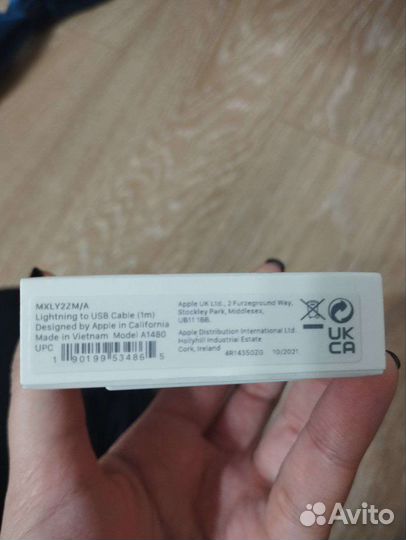 MXLY2ZM/A
Lightning to USB Cable (1m)
Designed by Apple in California
Made in Vietnam Model A1480
UPC
1 90199 53486 5
Apple UK Ltd., 2 Furzeground Way,
Stockley Park, Middlesex,
UB11 1BB.
Apple Distribution International Ltd.
Hollyhill Industrial Estate
Cork, Ireland
4R1435020 10/2021
UK
CA
Avito